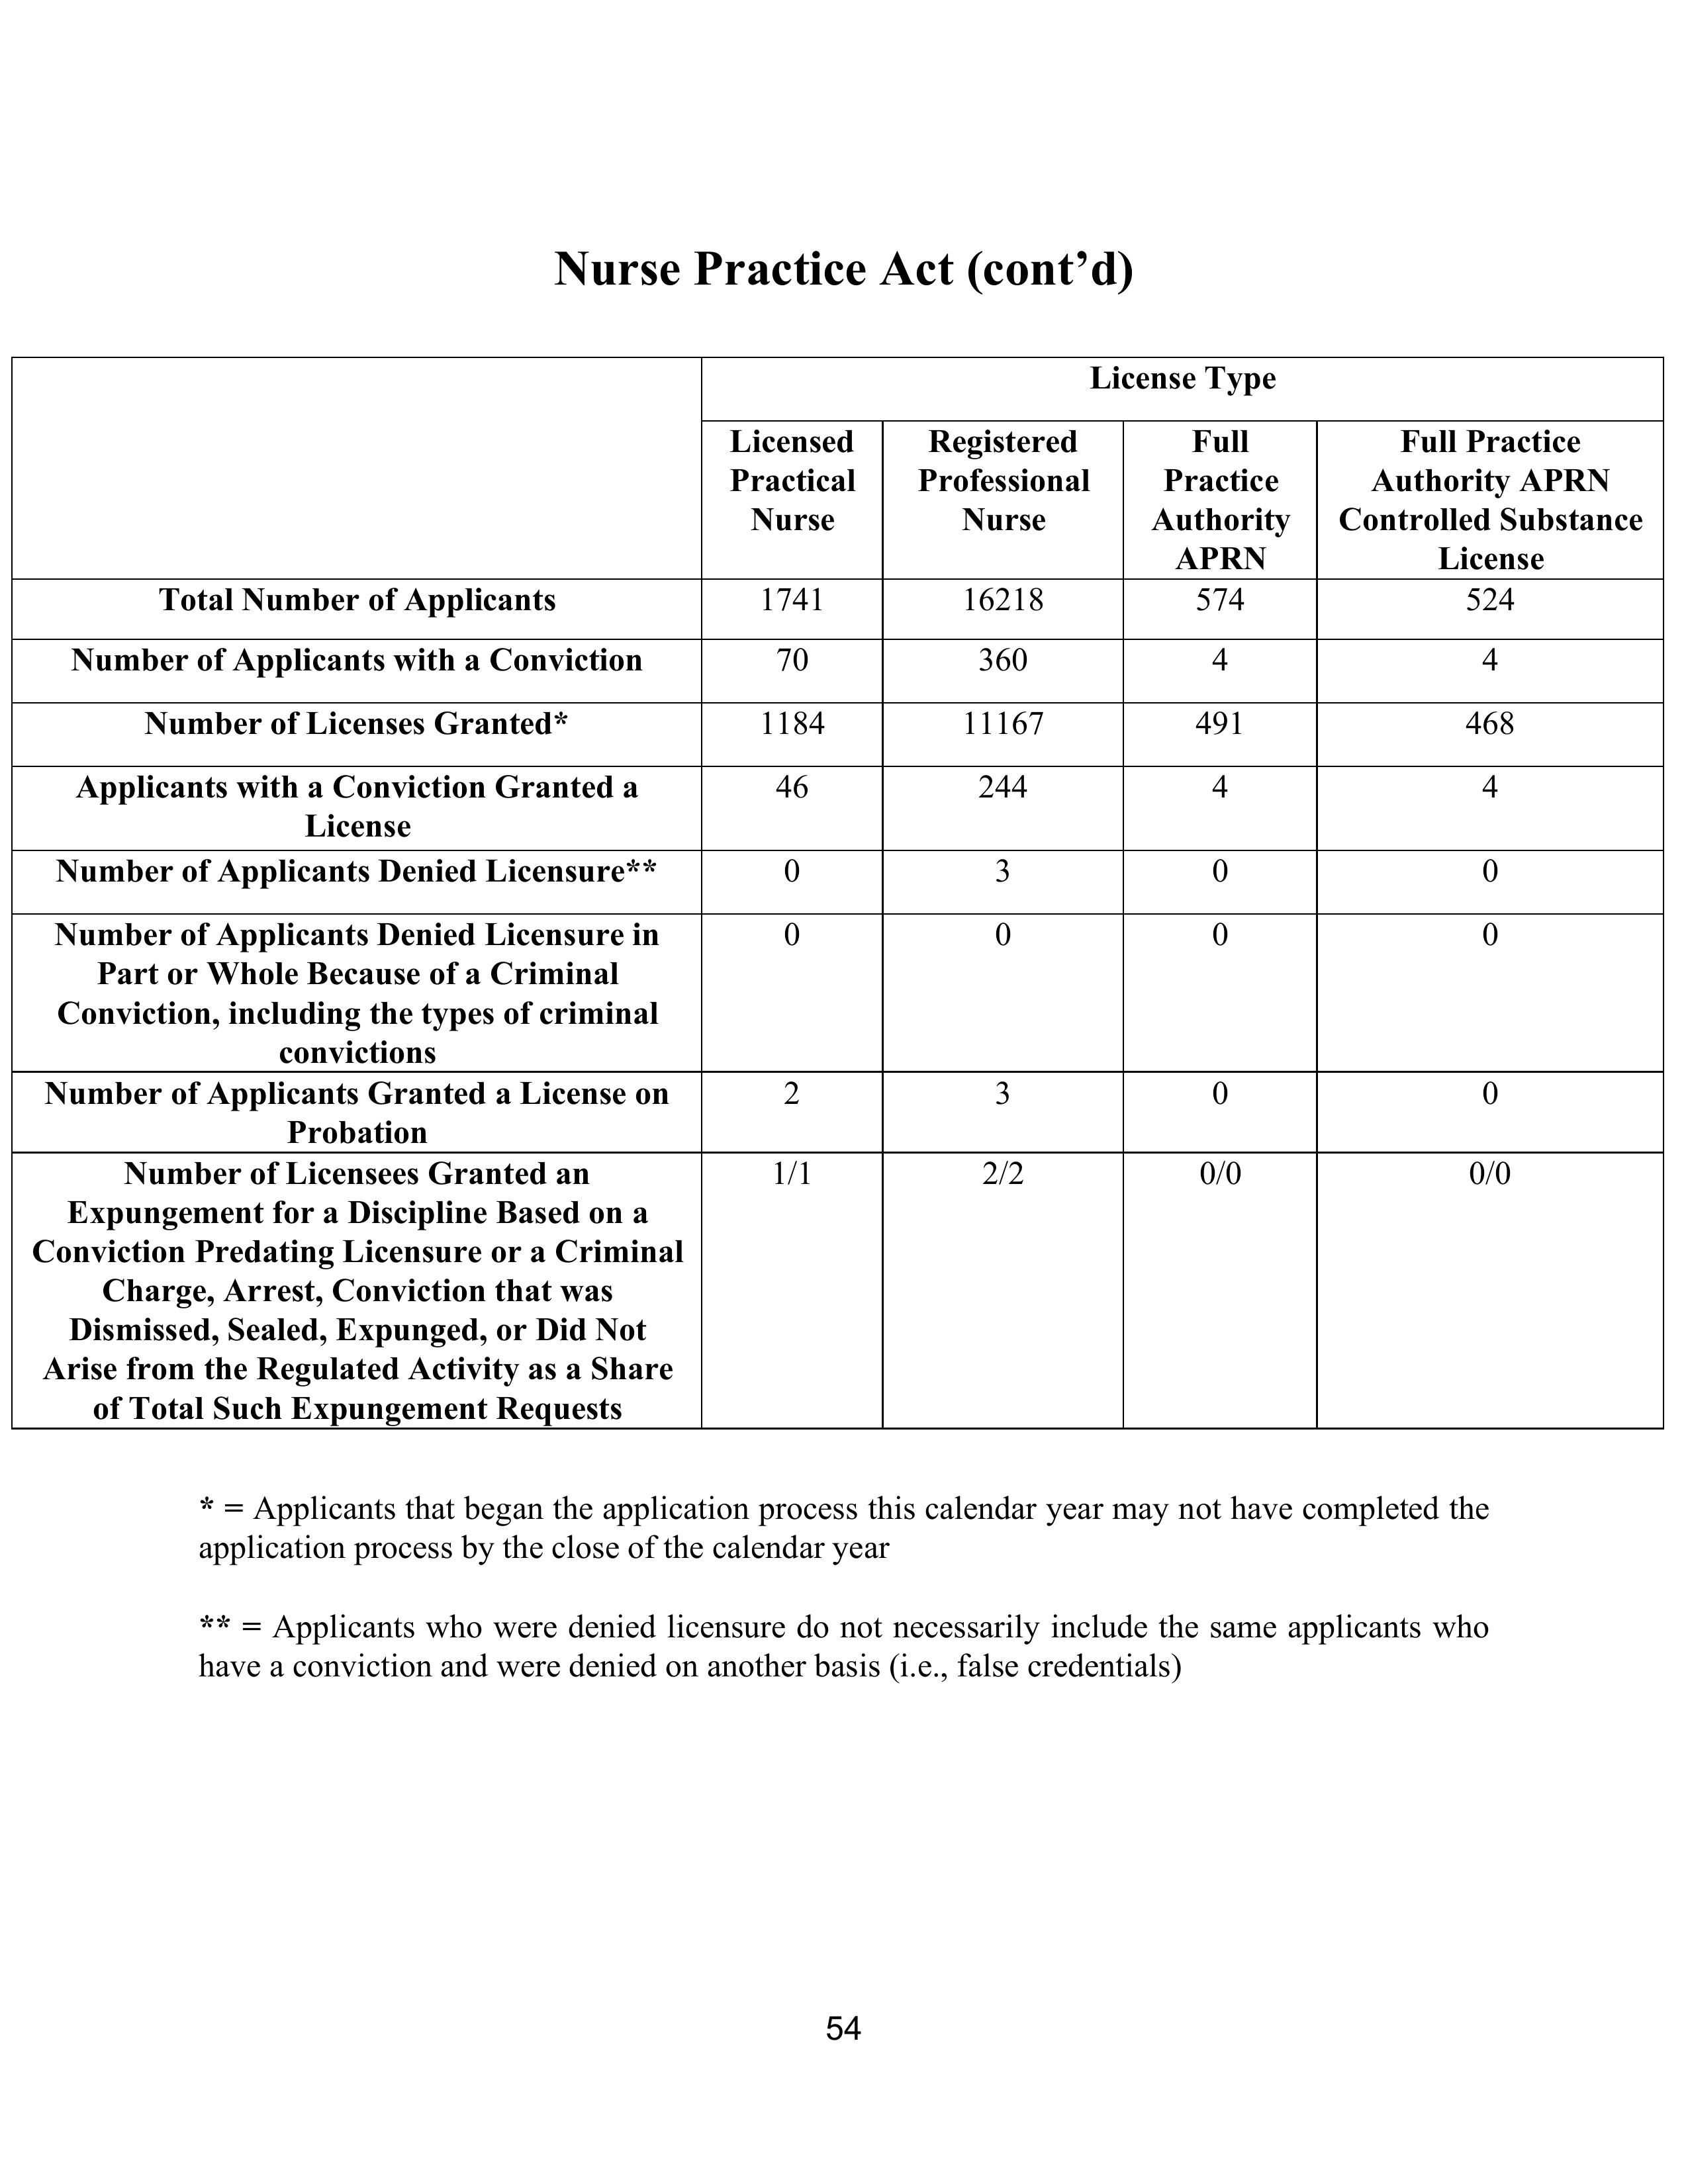 Nurse Practice Act (cont’d)
License Type
Licensed
Practical
Nurse
Registered
Professional
Nurse
Full
Practice
Authority
APRN
Full Practice
Authority APRN
Controlled Substance
License
Total Number of Applicants 1741 16218 574 524
Number of Applicants with a Conviction 70 360 4 4
Number of Licenses Granted* 1184 11167 491 468
Applicants with a Conviction Granted a 46 244 4 4
License
Number of Applicants Denied Licensure** 0 3 0 0
Number of Applicants Denied Licensure in 0 0 0 0
Part or Whole Because of a Criminal
Conviction, including the types of criminal
convictions
Number of Applicants Granted a License on 2 3 0 0
Probation
Number of Licensees Granted an 1/1 2/2 0/0 0/0
Expungement for a Discipline Based on a
Conviction Predating Licensure or a Criminal
Charge, Arrest, Conviction that was
Dismissed, Sealed, Expunged, or Did Not
Arise from the Regulated Activity as a Share
of Total Such Expungement Requests
* = Applicants that began the application process this calendar year may not have completed the
application process by the close of the calendar year
** = Applicants who were denied licensure do not necessarily include the same applicants who
have a conviction and were denied on another basis (i.e., false credentials)
54